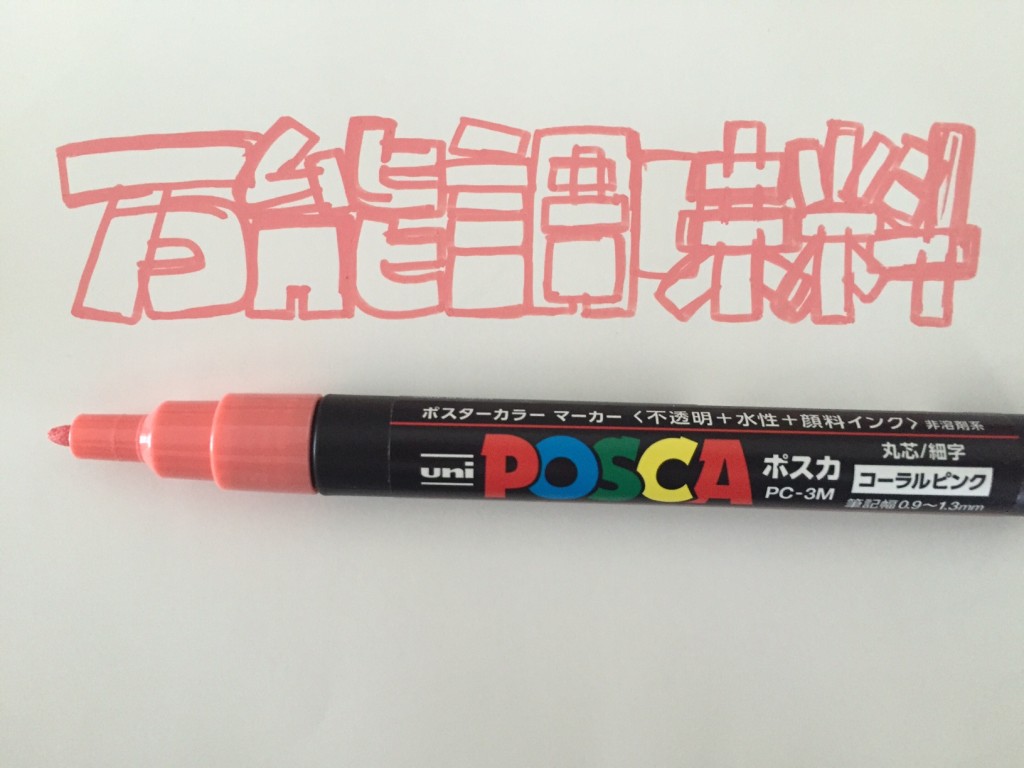 万能調味料
ポスターカラー マーカー〈不透明+水性+顔料インク〉非溶剤系
uni POSCA ポスカ 丸芯/細字
PC-3M コーラルピンク
筆記幅0.9～1.3mm